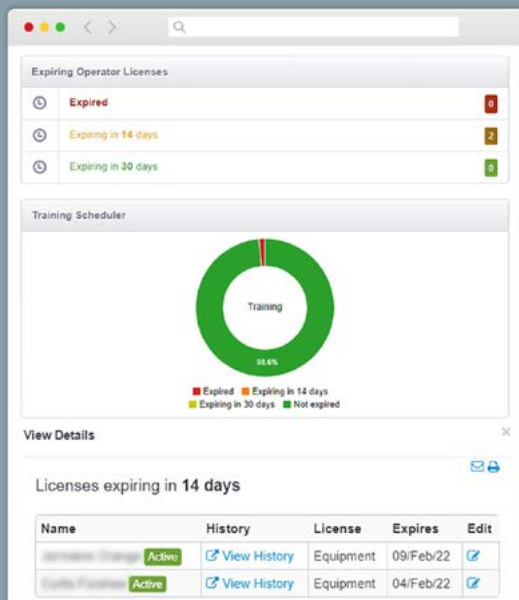 Expiring Operator Licenses
Expired 0
Expiring in 14 days 2
Expiring in 30 days 0
Training Scheduler
Training
Expired Expiring in 14 days
Expiring in 30 days Not expired
View Details
Licenses expiring in 14 days
Name History License Expires Edit
Active View History Equipment 09/Feb/22
Active View History Equipment 04/Feb/22